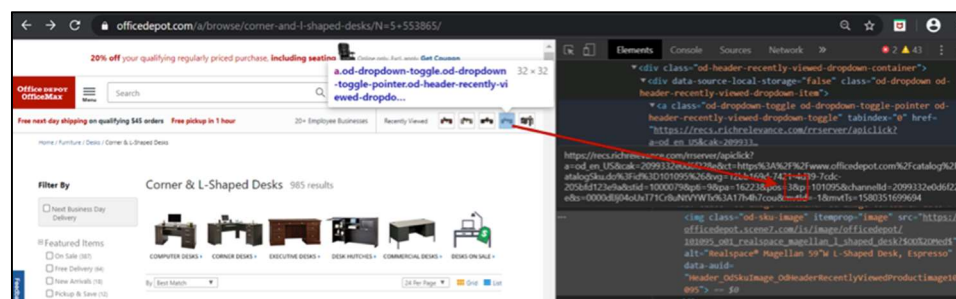 officedepot.com/a/browse/corner-and-l-shaped-desks/N=5+553865/
20% off your qualifying regularly priced purchase, including seating
Get Coupon
a.od-dropdown-toggle.od-dropdown 32 × 32
-toggle-pointer.od-header-recently-vi
ewed-dropdo...
Office DEPOT
OfficeMax
Menu
Search
Free next-day shipping on qualifying $45 orders Free pickup in 1 hour
20+ Employee Businesses
Recently Viewed
Home / Furniture / Desks / Corner & L-Shaped Desks
Filter By
Next Business Day
Delivery
Featured Items
On Sale
Free Delivery
New Arrivals
Pickup & Save
Corner & L-Shaped Desks 985 results
COMPUTER DESKS › CORNER DESKS › EXECUTIVE DESKS › DESK HUTCHES › COMMERCIAL DESKS › DESKS ON SALE ›
By Best Match
24 Per Page
Grid
List
Elements Console Sources Network » 2 43
▼<div class="od-header-recently-viewed-dropdown-container">
▼<div data-source-local-storage="false" class="dropdown od-
header-recently-viewed-dropdown-item">
▼<a class="od-dropdown-toggle od-dropdown-toggle-pointer od-
header-recently-viewed-dropdown-toggle" tabindex="0" href=
"https://recs.richrelevance.com/rrserver/apiclick?
a=od_en_US&cak=209933…
https://recs.richrelevance.com/rrserver/apiclick?
<img class="od-sku-image" itemprop="image" src="https:/
officedepot.scene7.com/is/image/officedepot/
alt="Realspace® Magellan 59"W L-Shaped Desk, Espresso"
data-auid=